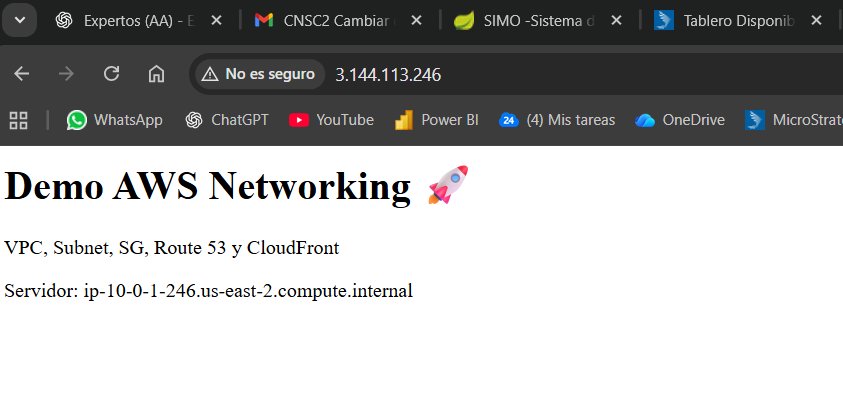 Expertos (AA) - E
CNSC2 Cambiar
SIMO -Sistema d
Tablero Disponib
No es seguro
3.144.113.246
WhatsApp
ChatGPT
YouTube
Power BI
24
(4) Mis tareas
OneDrive
MicroStrate
Demo AWS Networking 🚀
VPC, Subnet, SG, Route 53 y CloudFront
Servidor: ip-10-0-1-246.us-east-2.compute.internal